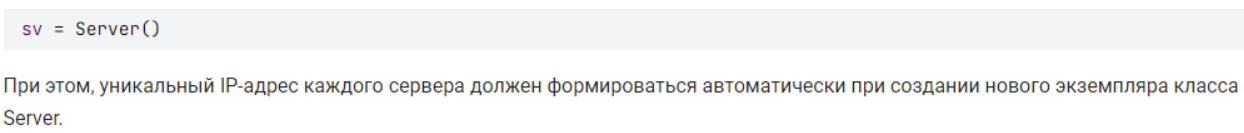 sv = Server()
При этом, уникальный IP-адрес каждого сервера должен формироваться автоматически при создании нового экземпляра класса
Server.